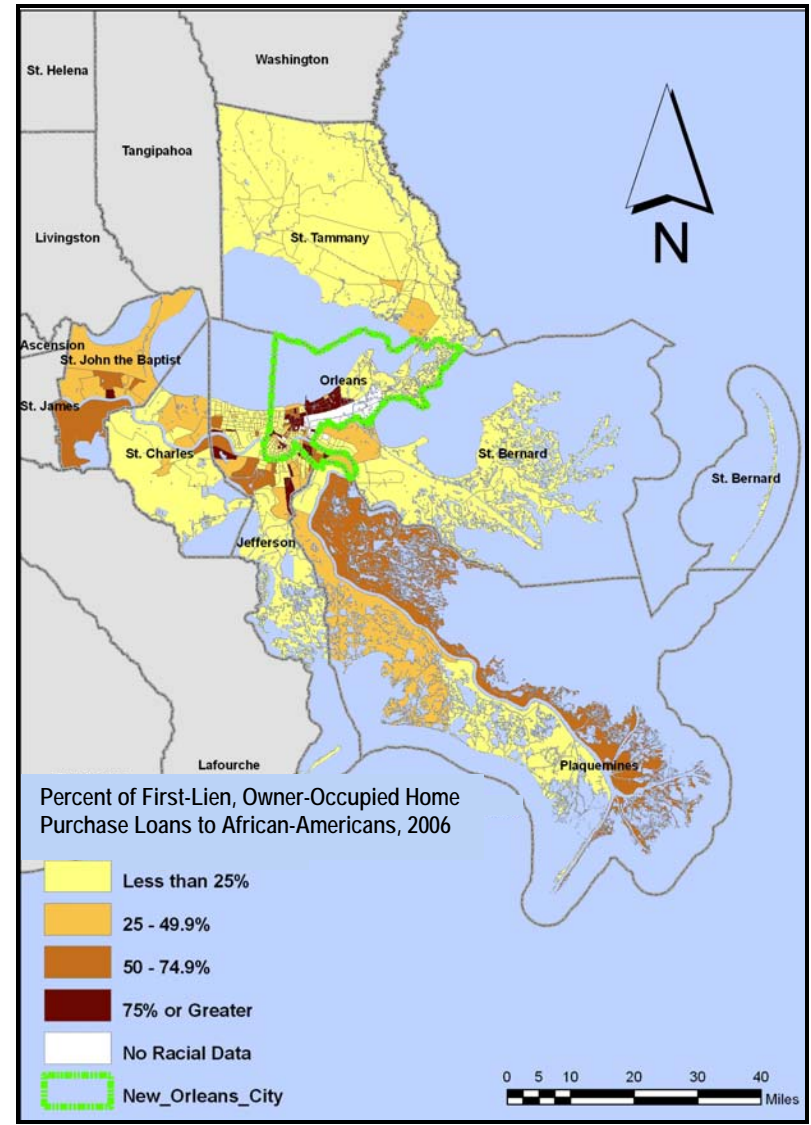 Washington
St. Helena
Tangipahoa
Livingston
St. Tammany
N
Ascension
St. John the Baptist
Orleans
St. James
St. Charles
St. Bernard
St. Bernard
Jefferson
Lafourche
Plaquemines
Percent of First-Lien, Owner-Occupied Home
Purchase Loans to African-Americans, 2006
Less than 25%
25 - 49.9%
50 - 74.9%
75% or Greater
No Racial Data
New_Orleans_City
0 5 10 20 30 40
Miles